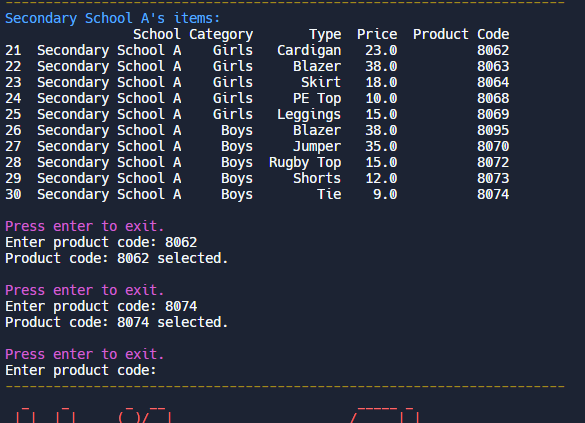 Secondary School A's items:
School Category Type Price Product Code
21 Secondary School A Girls Cardigan 23.0 8062
22 Secondary School A Girls Blazer 38.0 8063
23 Secondary School A Girls Skirt 18.0 8064
24 Secondary School A Girls PE Top 10.0 8068
25 Secondary School A Girls Leggings 15.0 8069
26 Secondary School A Boys Blazer 38.0 8095
27 Secondary School A Boys Jumper 35.0 8070
28 Secondary School A Boys Rugby Top 15.0 8072
29 Secondary School A Boys Shorts 12.0 8073
30 Secondary School A Boys Tie 9.0 8074
Press enter to exit.
Enter product code: 8062
Product code: 8062 selected.
Press enter to exit.
Enter product code: 8074
Product code: 8074 selected.
Press enter to exit.
Enter product code: